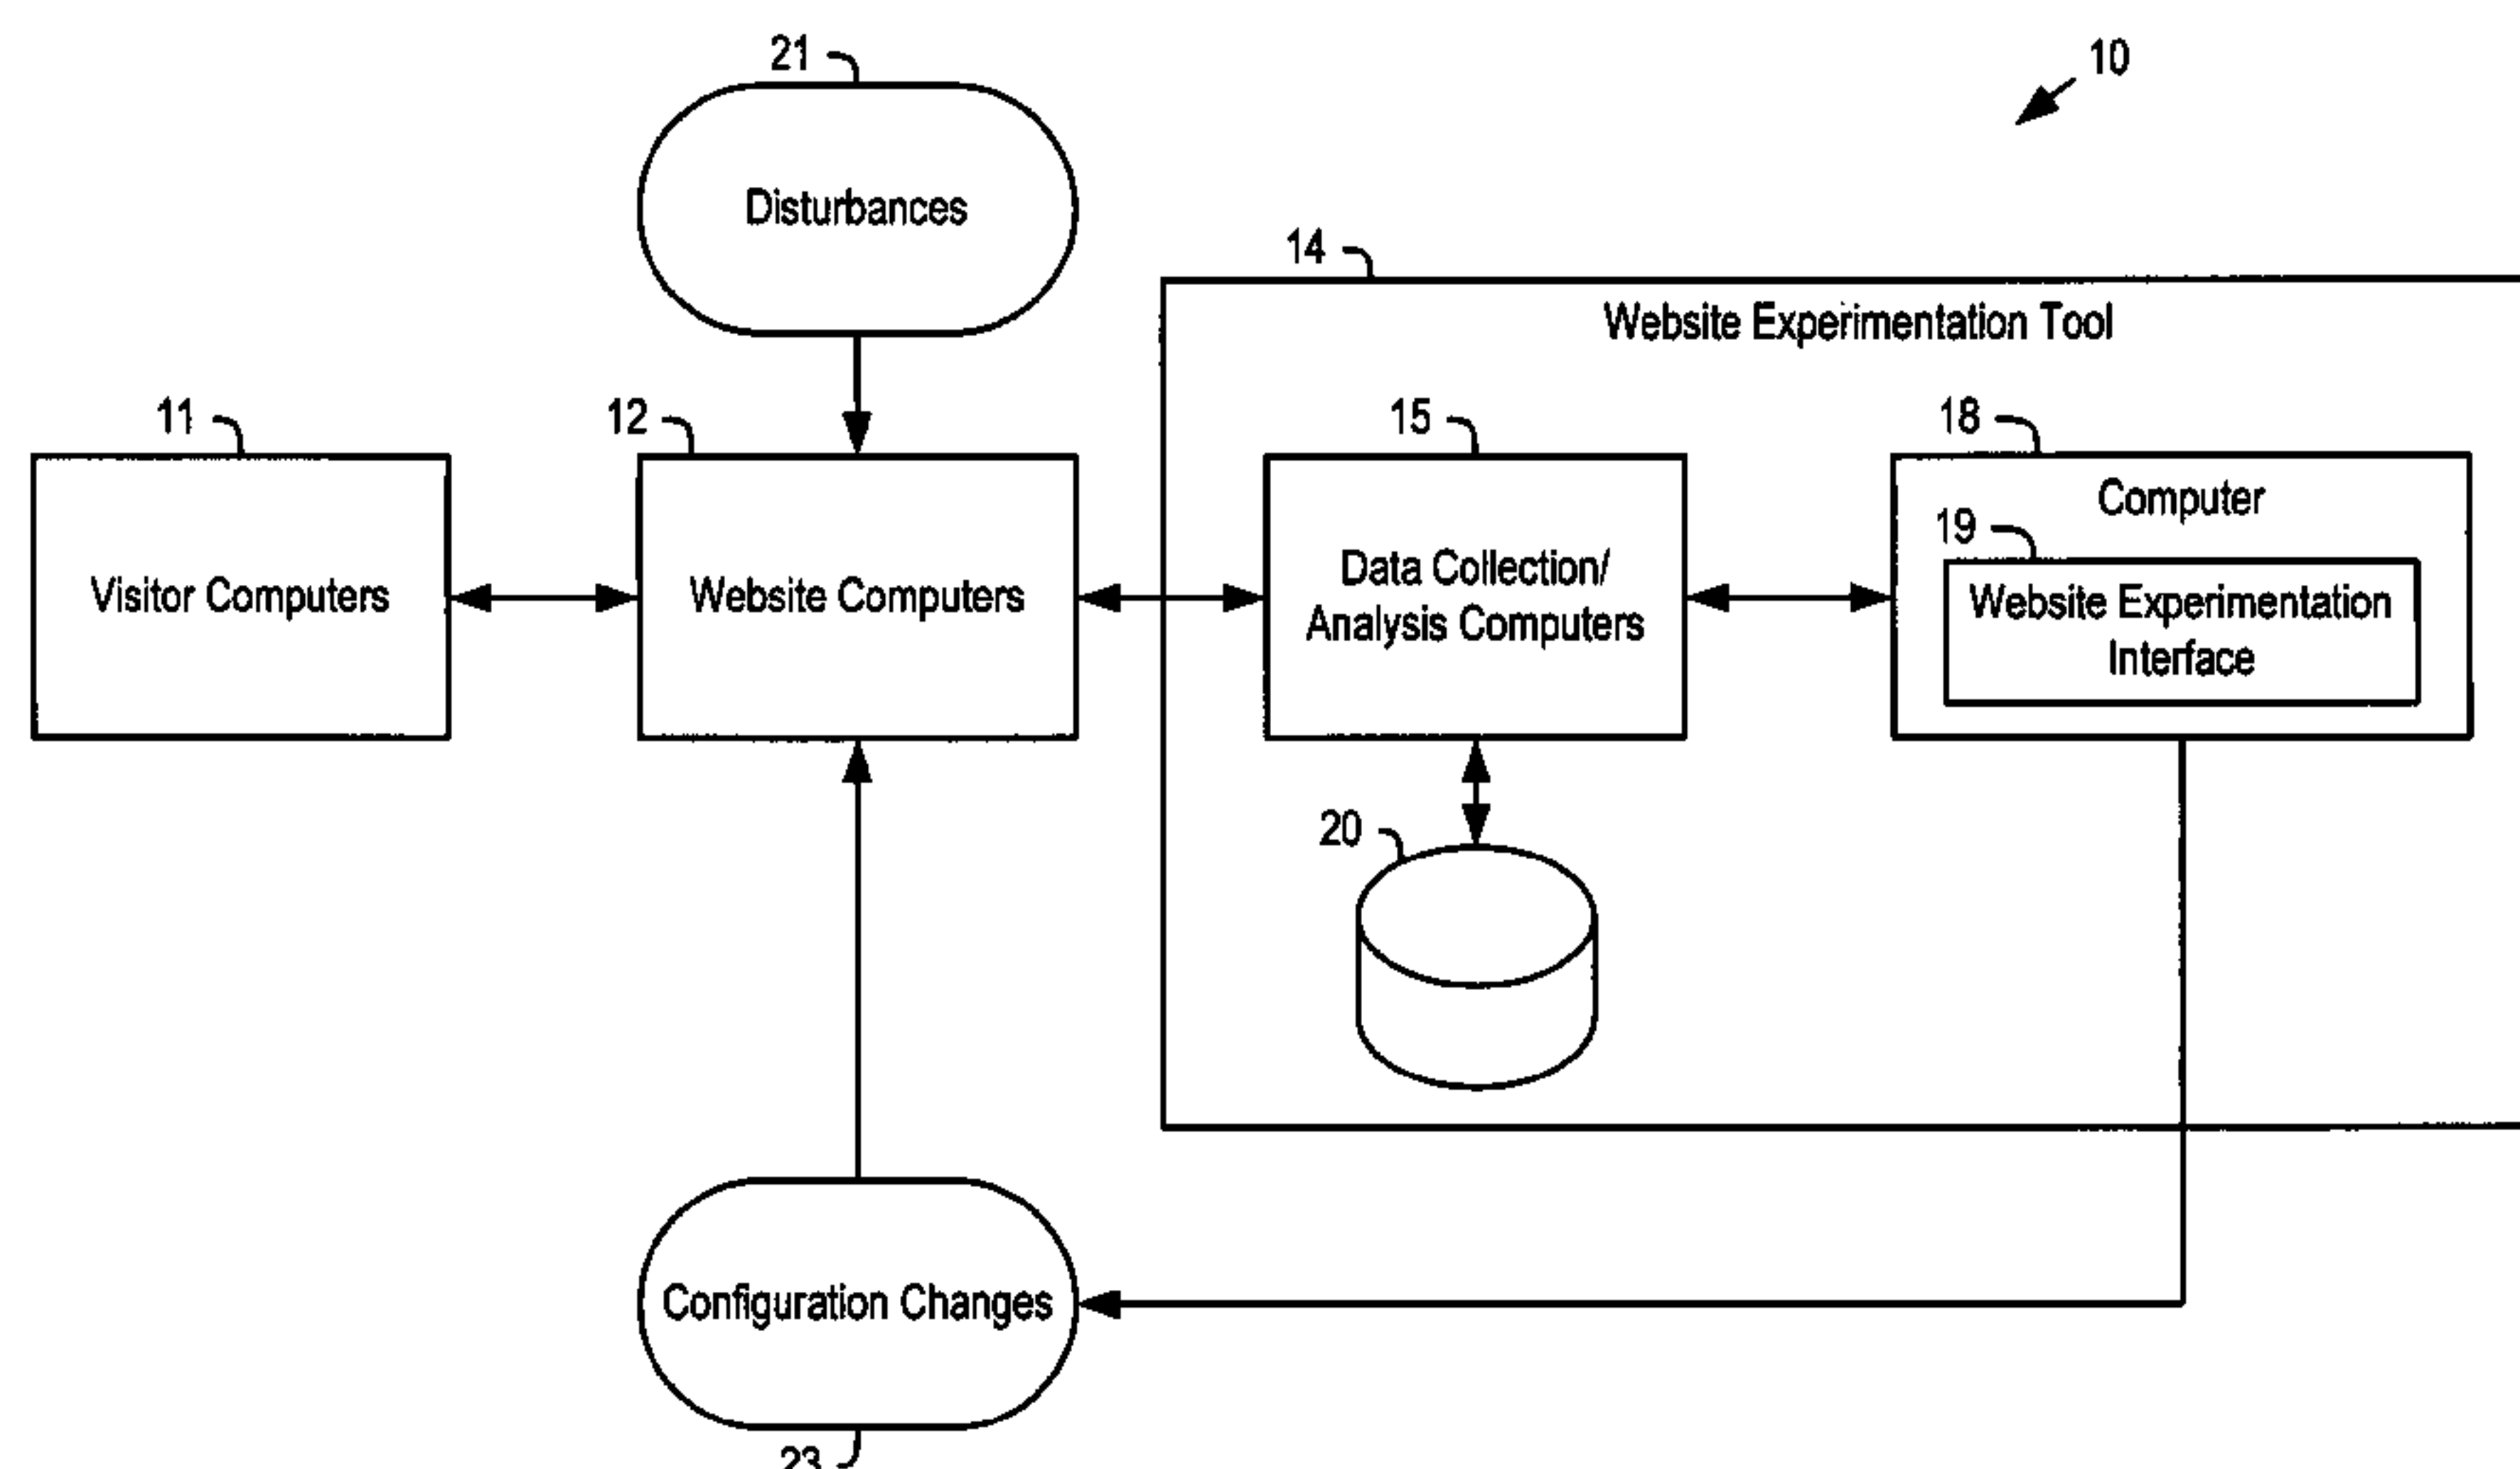 21
10
Disturbances
14
Website Experimentation Tool
11
12
15
18
Computer
19
Visitor Computers
Website Computers
Data Collection/
Analysis Computers
Website Experimentation
Interface
20
Configuration Changes
23